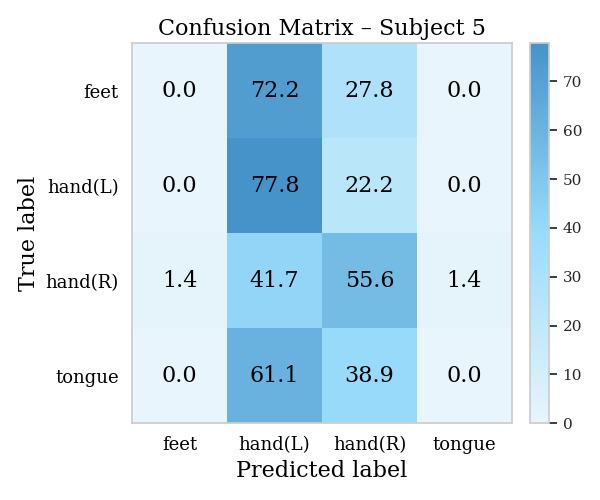 Confusion Matrix – Subject 5
True label
feet 0.0 72.2 27.8 0.0
hand(L) 0.0 77.8 22.2 0.0
hand(R) 1.4 41.7 55.6 1.4
tongue 0.0 61.1 38.9 0.0
feet hand(L) hand(R) tongue
Predicted label
70
60
50
40
30
20
10
0